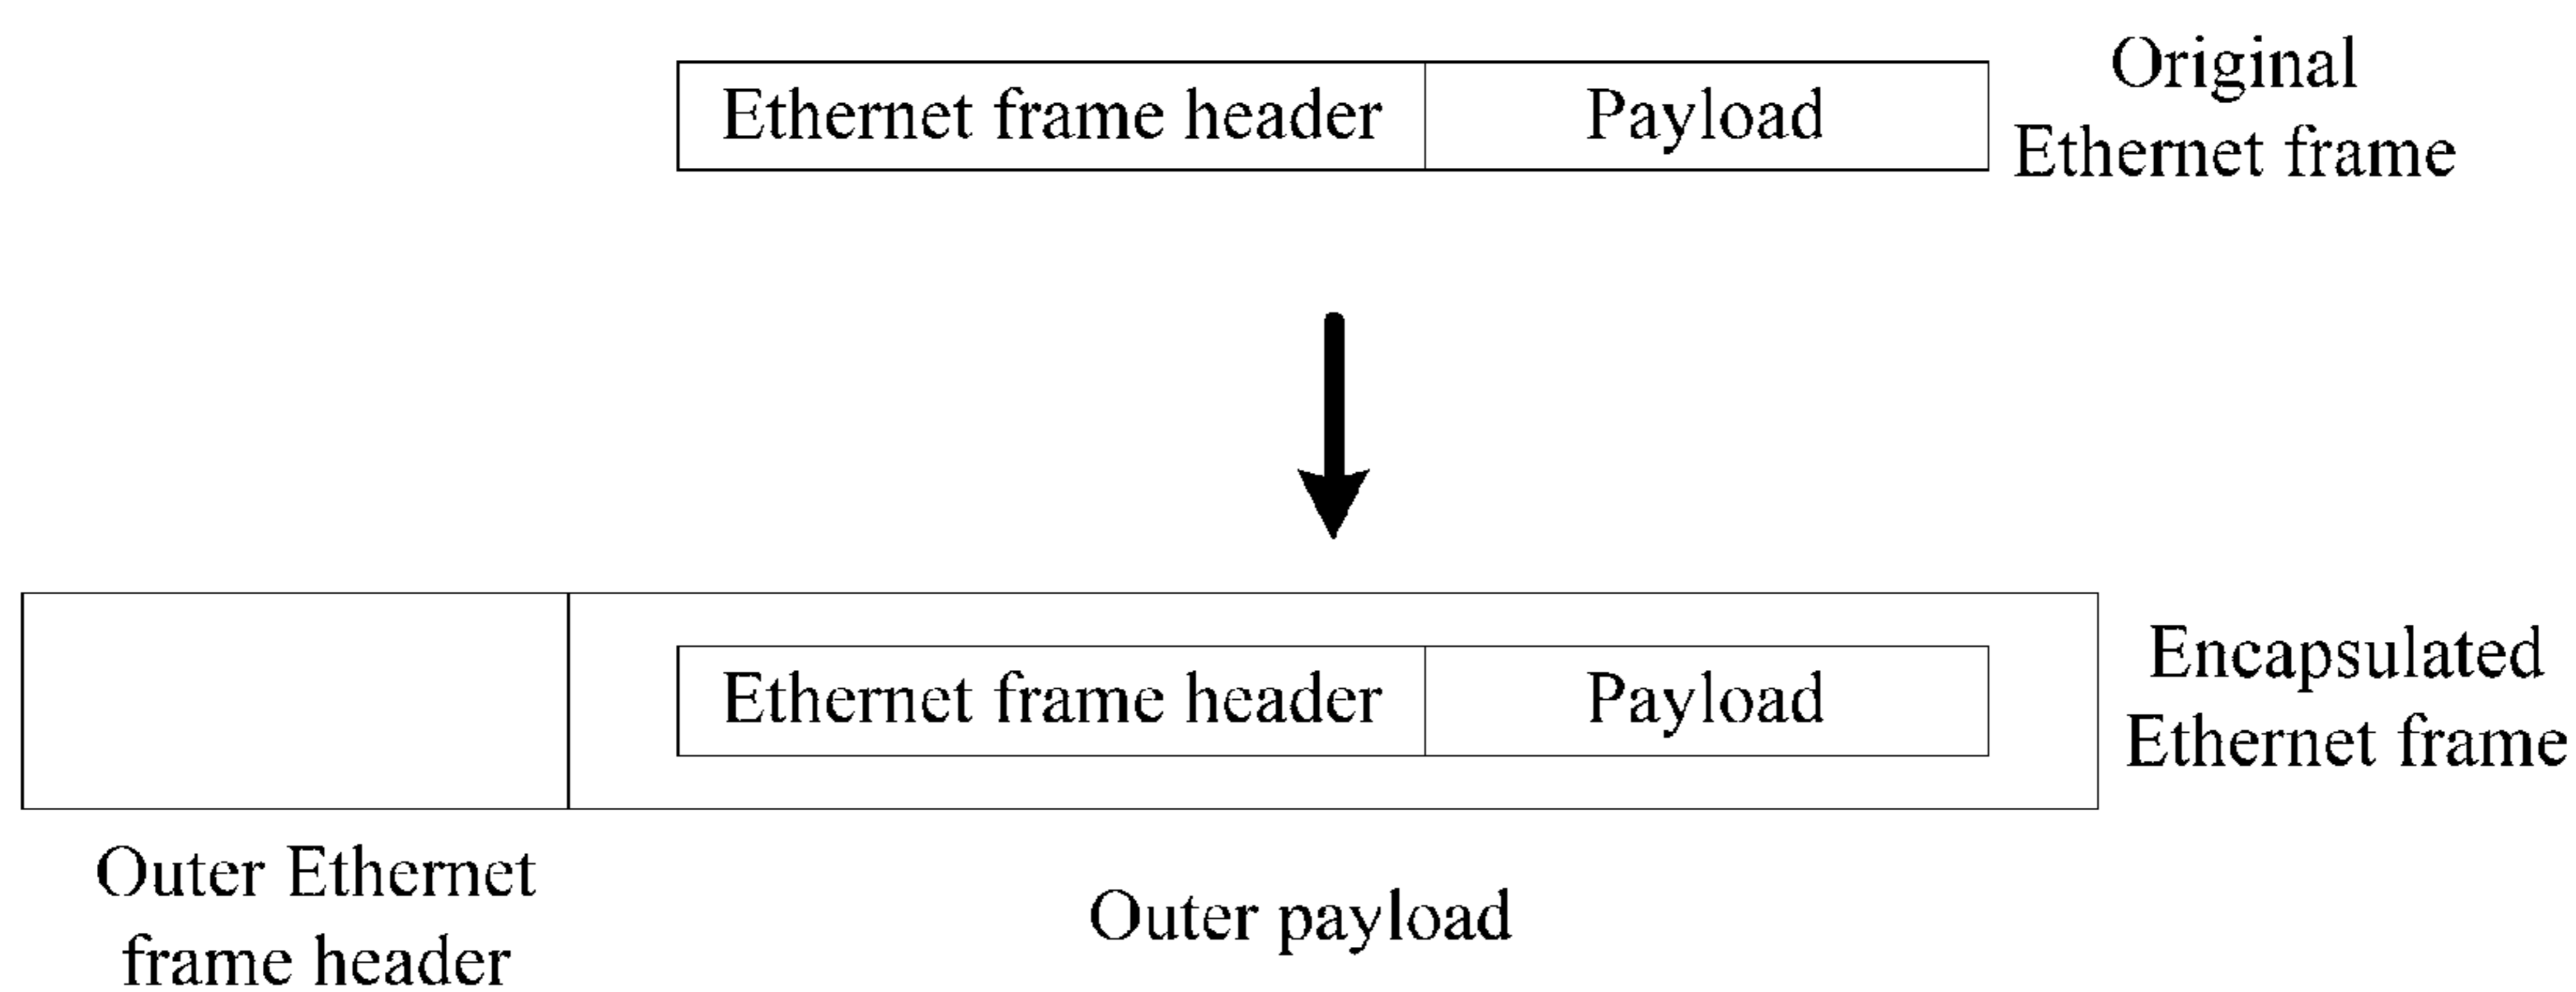 Ethernet frame header
Payload
Original
Ethernet frame
Ethernet frame header
Payload
Encapsulated
Ethernet frame
Outer Ethernet
frame header
Outer payload